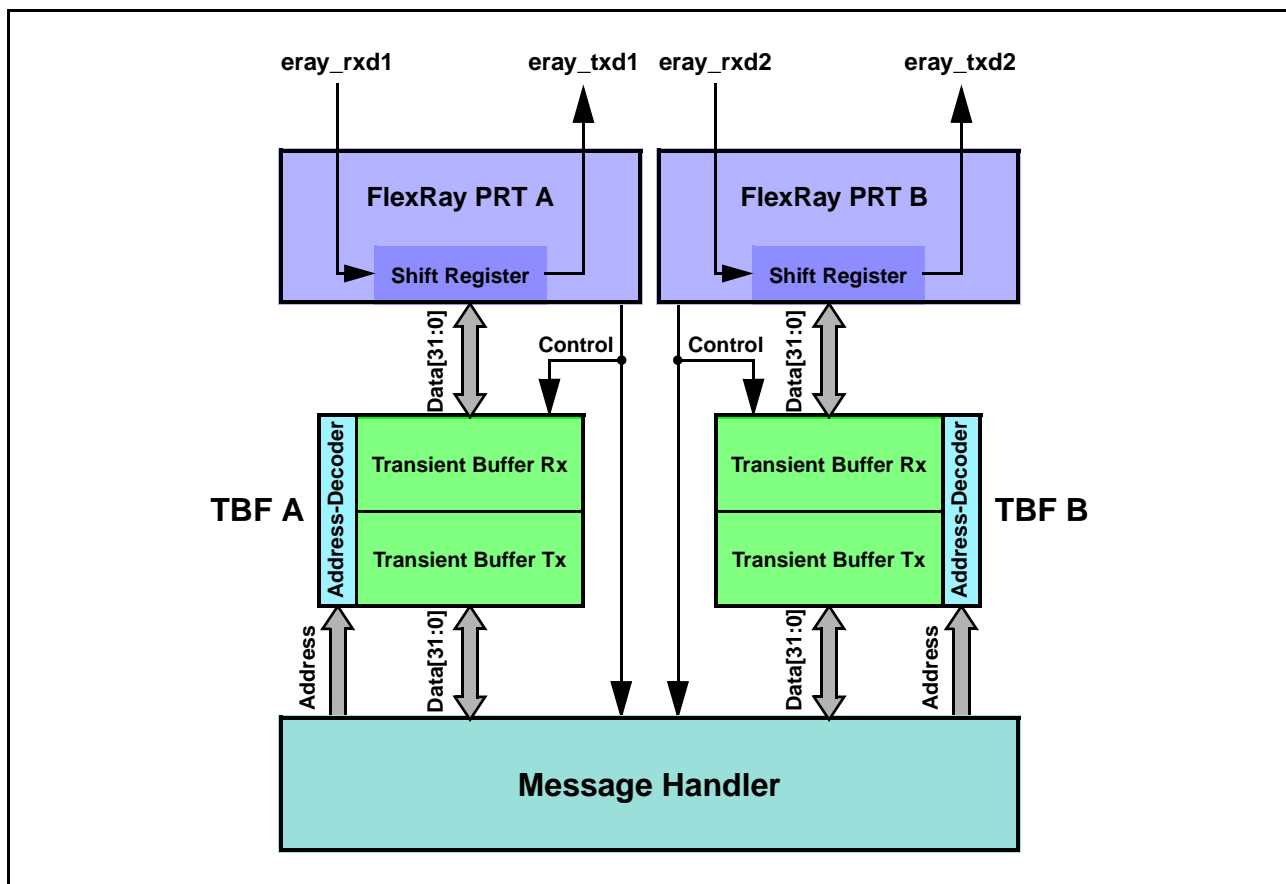 eray_rxd1
eray_txd1
eray_rxd2
eray_txd2
FlexRay PRT A
FlexRay PRT B
Shift Register
Shift Register
Data[31:0]
Control
Control
Data[31:0]
TBF A
Address-Decoder
Transient Buffer Rx
Transient Buffer Tx
Transient Buffer Rx
Transient Buffer Tx
Address-Decoder
TBF B
Address
Data[31:0]
Data[31:0]
Address
Message Handler